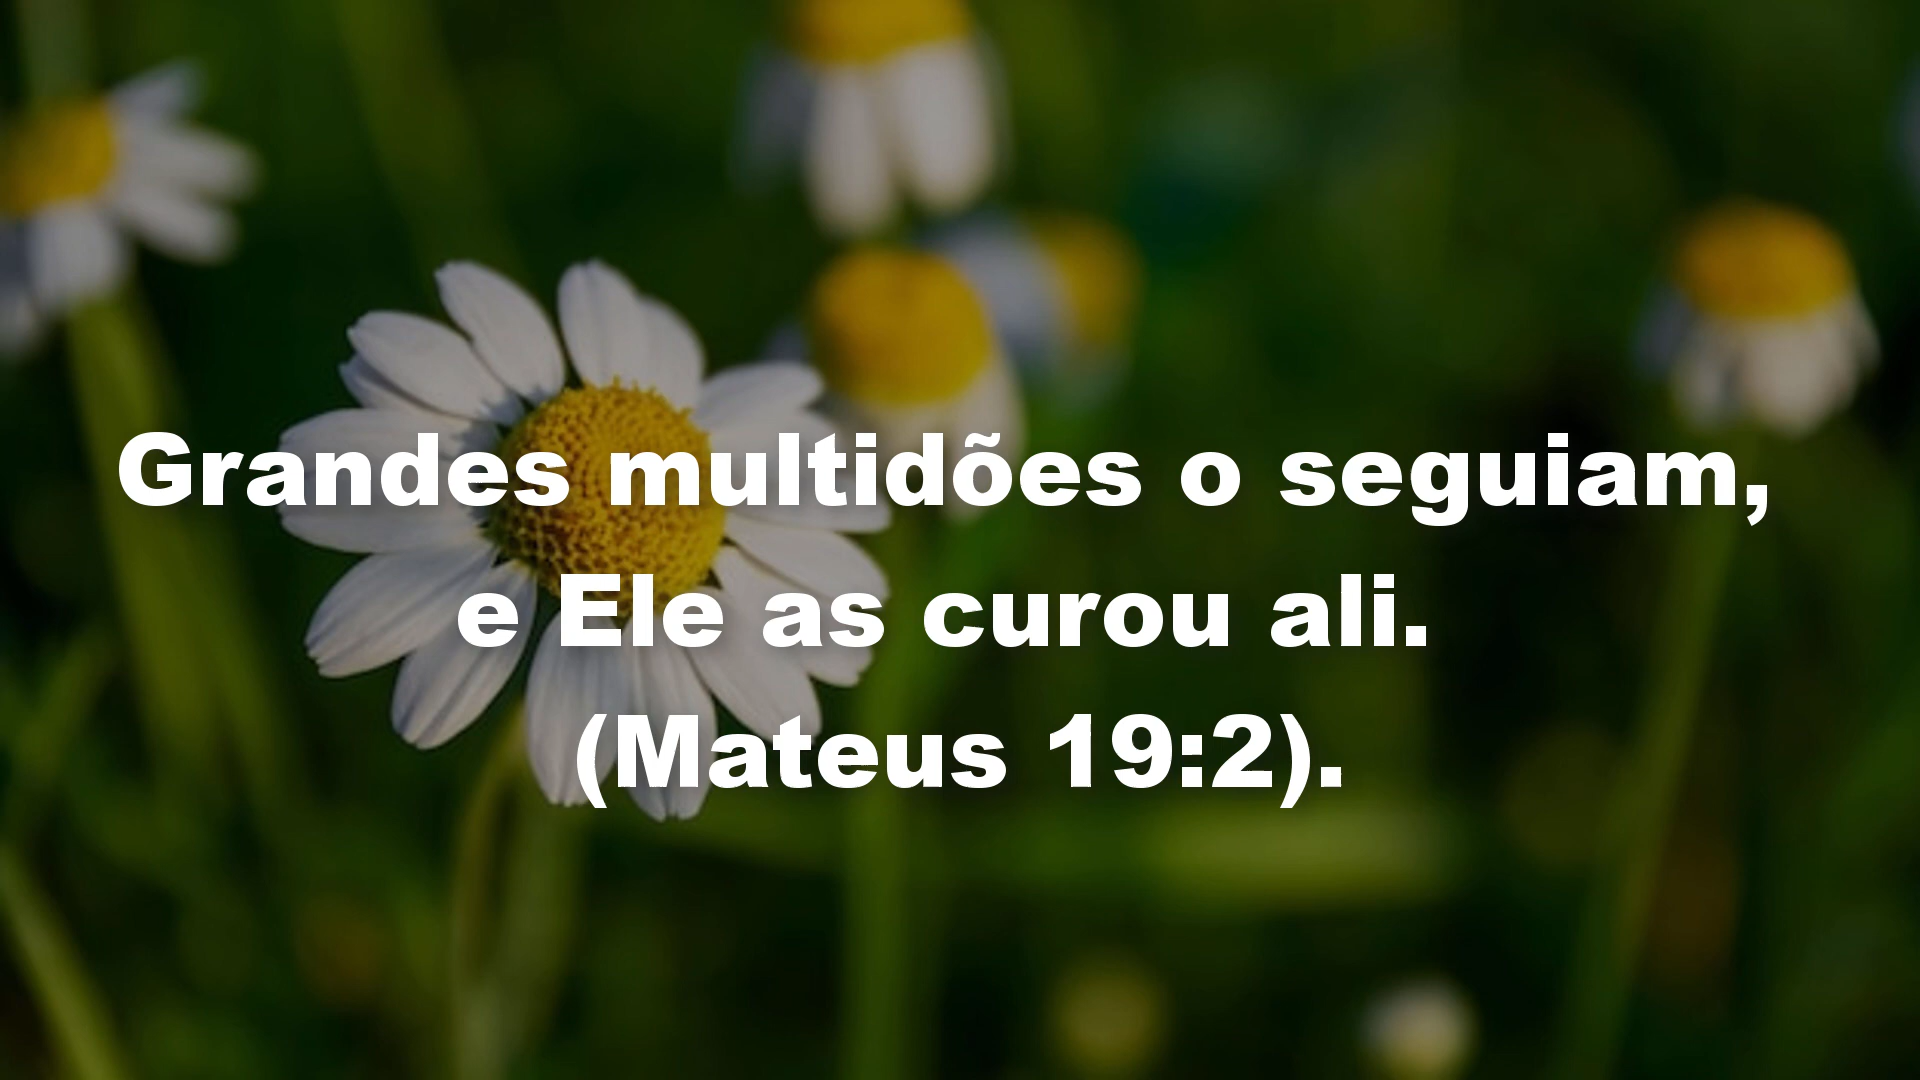 Grandes multidões o seguiam,
e Ele as curou ali.
(Mateus 19:2).